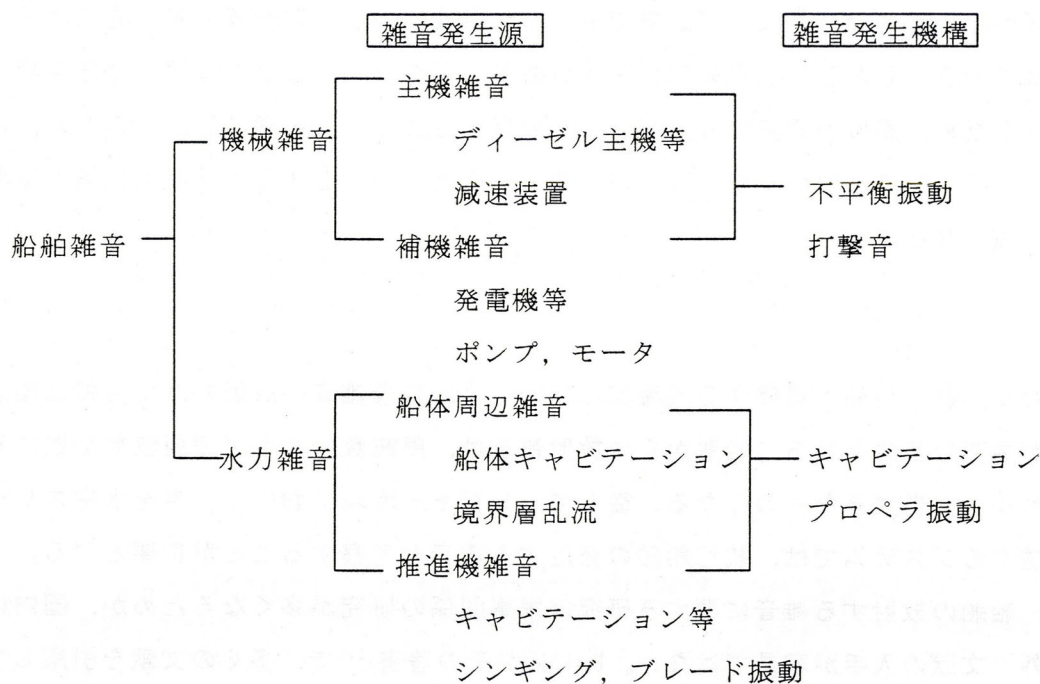 雑音発生源 雑音発生機構
主機雑音
機械雑音 ディーゼル主機等
減速装置 不平衡振動
船舶雑音 補機雑音 打撃音
発電機等
ポンプ，モータ
船体周辺雑音
水力雑音 船体キャビテーション キャビテーション
境界層乱流 プロペラ振動
推進機雑音
キャビテーション等
シンギング，ブレード振動